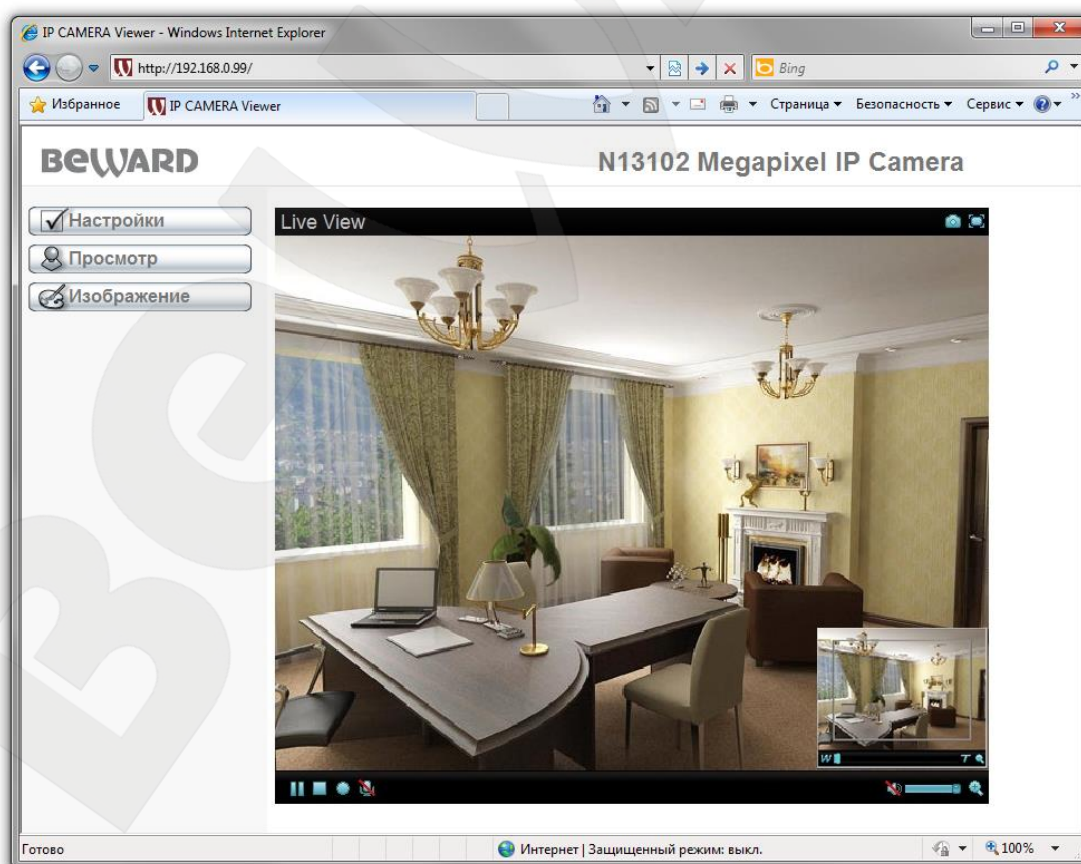 IP CAMERA Viewer - Windows Internet Explorer
http://192.168.0.99/
Bing
Избранное
IP CAMERA Viewer
Страница
Безопасность
Сервис
BEWARD
N13102 Megapixel IP Camera
Настройки
Просмотр
Изображение
Live View
W
T
Готово
Интернет | Защищенный режим: выкл.
100%